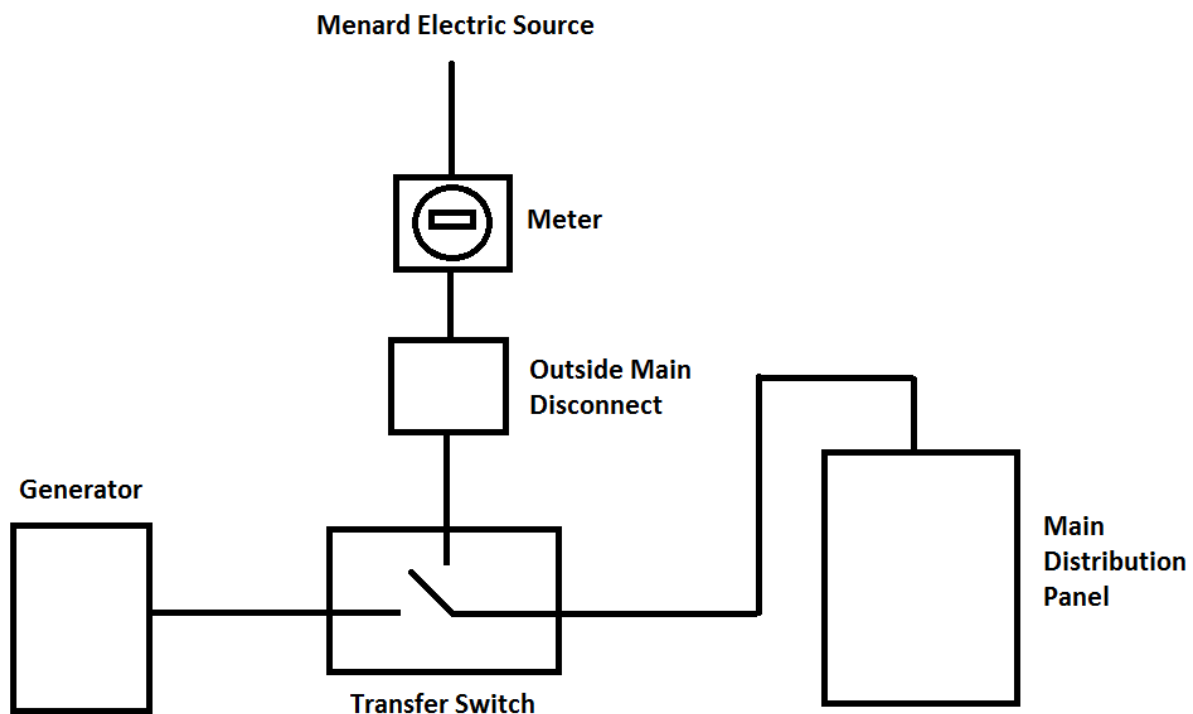 Menard Electric Source
Meter
Outside Main
Disconnect
Generator
Main
Distribution
Panel
Transfer Switch